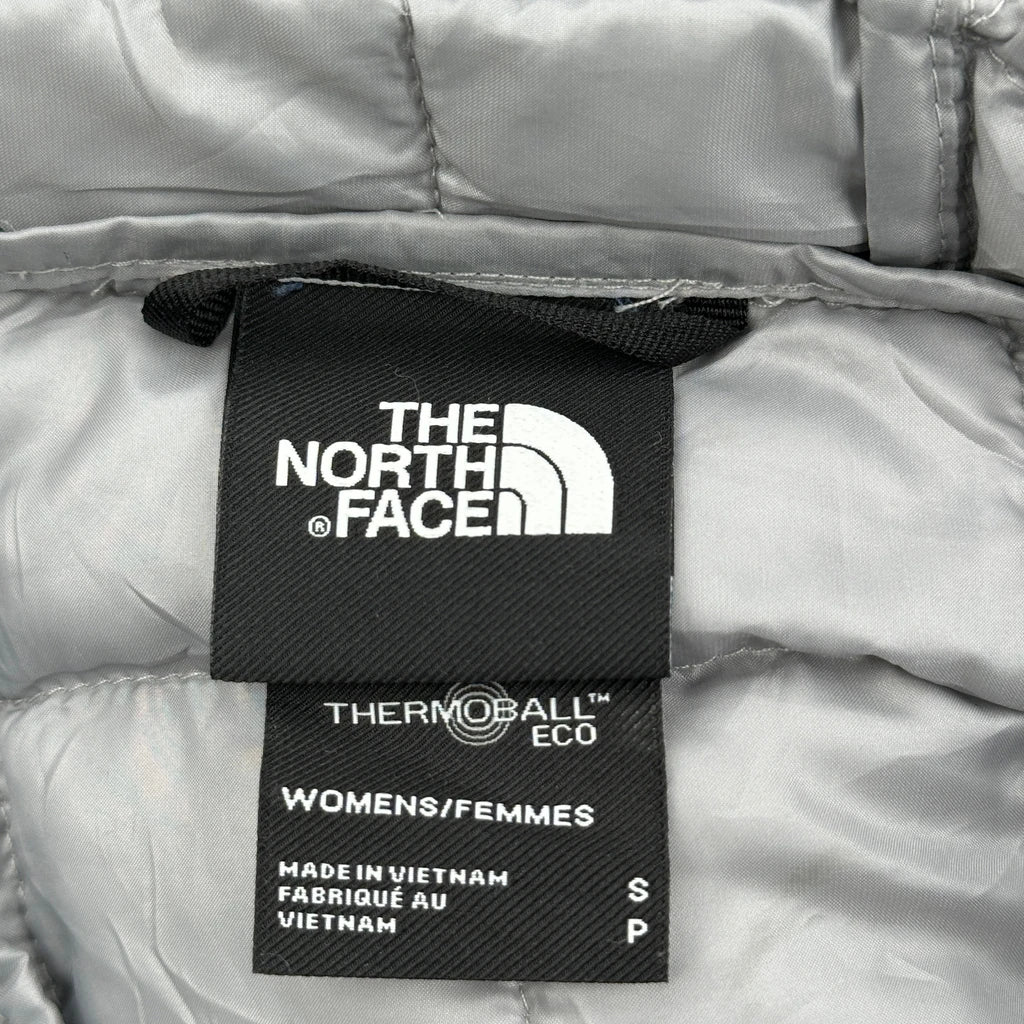 THE
NORTH
® FACE
THERMOBALL™
ECO
WOMENS/FEMMES
MADE IN VIETNAM
FABRIQUÉ AU S
VIETNAM P